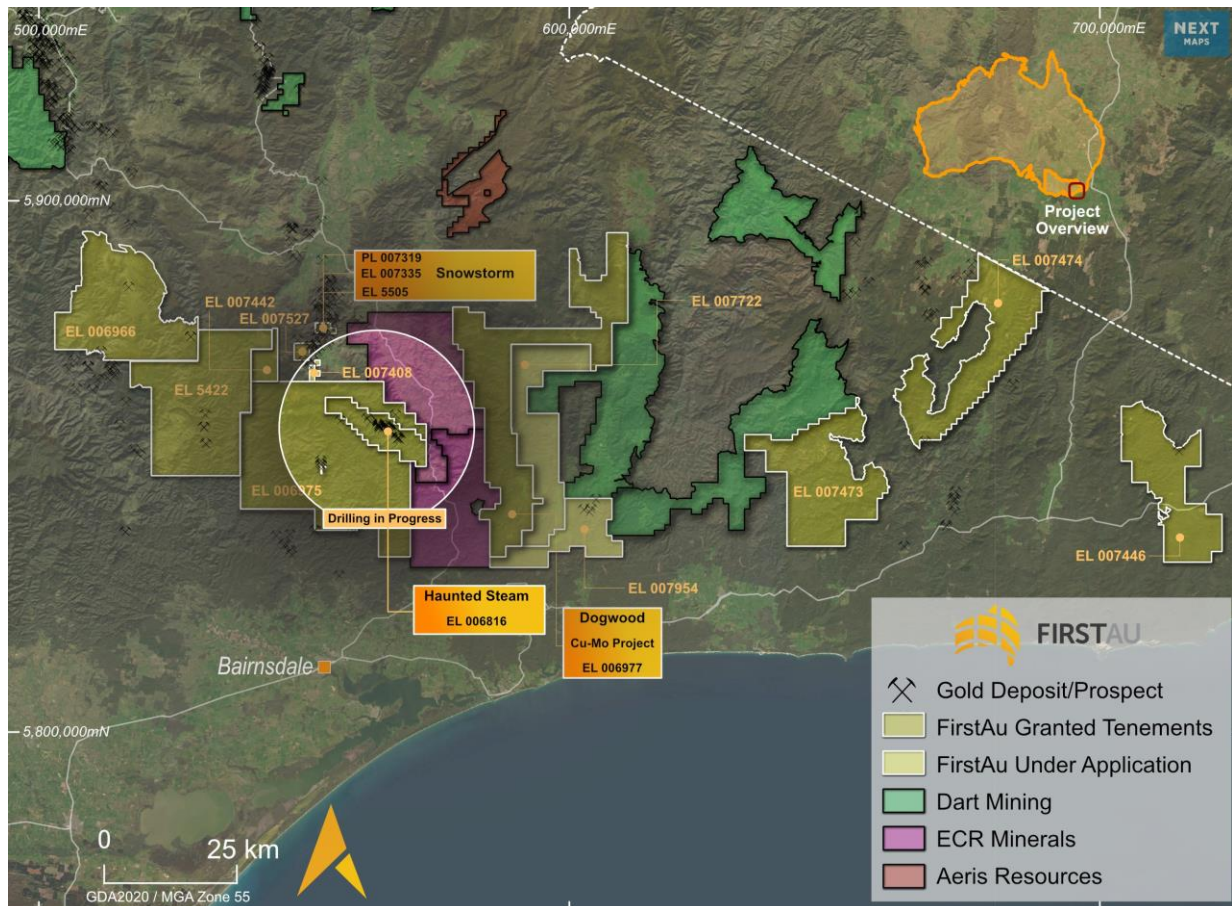 500,000mE
600,000mE
700,000mE
NEXT
MAPS
5,900,000mN
Project
Overview
PL 007319
EL 007335
Snowstorm
EL 5505
EL 007474
EL 007442
EL 007527
EL 007722
EL 006966
EL 007408
EL 5422
EL 006975
EL 007473
Drilling in Progress
EL 007446
Haunted Steam
EL 006816
EL 007954
Dogwood
Cu-Mo Project
EL 006977
Bairnsdale
5,800,000mN
0
25 km
GDA2020 / MGA Zone 55
FIRSTAU
Gold Deposit/Prospect
FirstAu Granted Tenements
FirstAu Under Application
Dart Mining
ECR Minerals
Aeris Resources